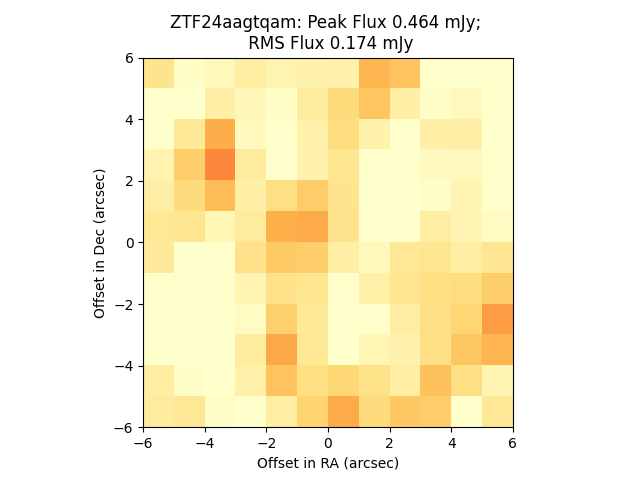 ZTF24aagtqam: Peak Flux 0.464 mJy;
RMS Flux 0.174 mJy
6
4
2
0
−2
−4
−6
Offset in Dec (arcsec)
−6 −4 −2 0 2 4 6
Offset in RA (arcsec)